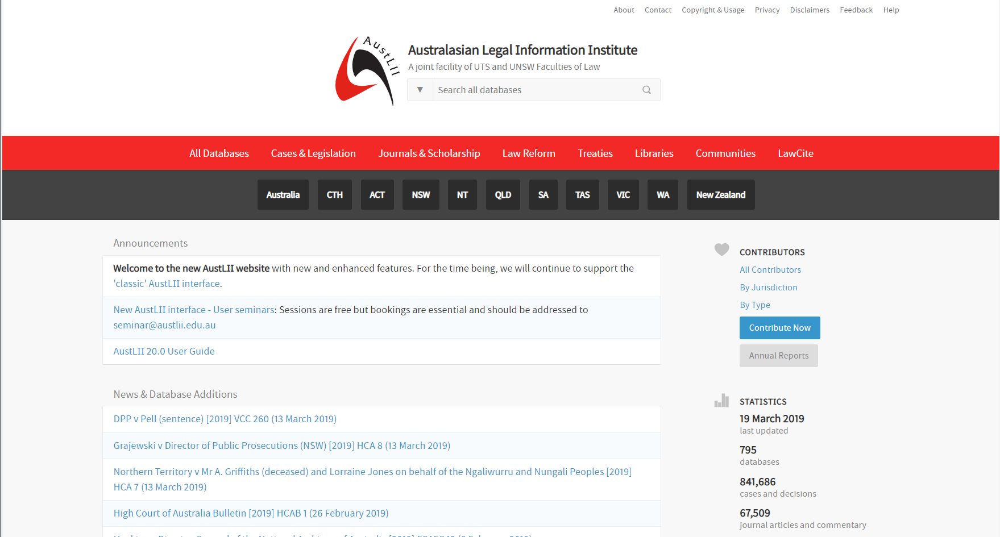 About Contact Copyright & Usage Privacy Disclaimers Feedback Help
AustLII
Australasian Legal Information Institute
A joint facility of UTS and UNSW Faculties of Law
▼ Search all databases
All Databases Cases & Legislation Journals & Scholarship Law Reform Treaties Libraries Communities LawCite
Australia CTH ACT NSW NT QLD SA TAS VIC WA New Zealand
Announcements
Welcome to the new AustLII website with new and enhanced features. For the time being, we will continue to support the
'classic' AustLII interface.
New AustLII interface - User seminars: Sessions are free but bookings are essential and should be addressed to
seminar@austlii.edu.au
AustLII 20.0 User Guide
News & Database Additions
DPP v Pell (sentence) [2019] VCC 260 (13 March 2019)
Grajewski v Director of Public Prosecutions (NSW) [2019] HCA 8 (13 March 2019)
Northern Territory v Mr A. Griffiths (deceased) and Lorraine Jones on behalf of the Ngaliwurru and Nungali Peoples [2019]
HCA 7 (13 March 2019)
High Court of Australia Bulletin [2019] HCAB 1 (26 February 2019)
CONTRIBUTORS
All Contributors
By Jurisdiction
By Type
Contribute Now
Annual Reports
STATISTICS
19 March 2019
last updated
795
databases
841,686
cases and decisions
67,509
journal articles and commentary